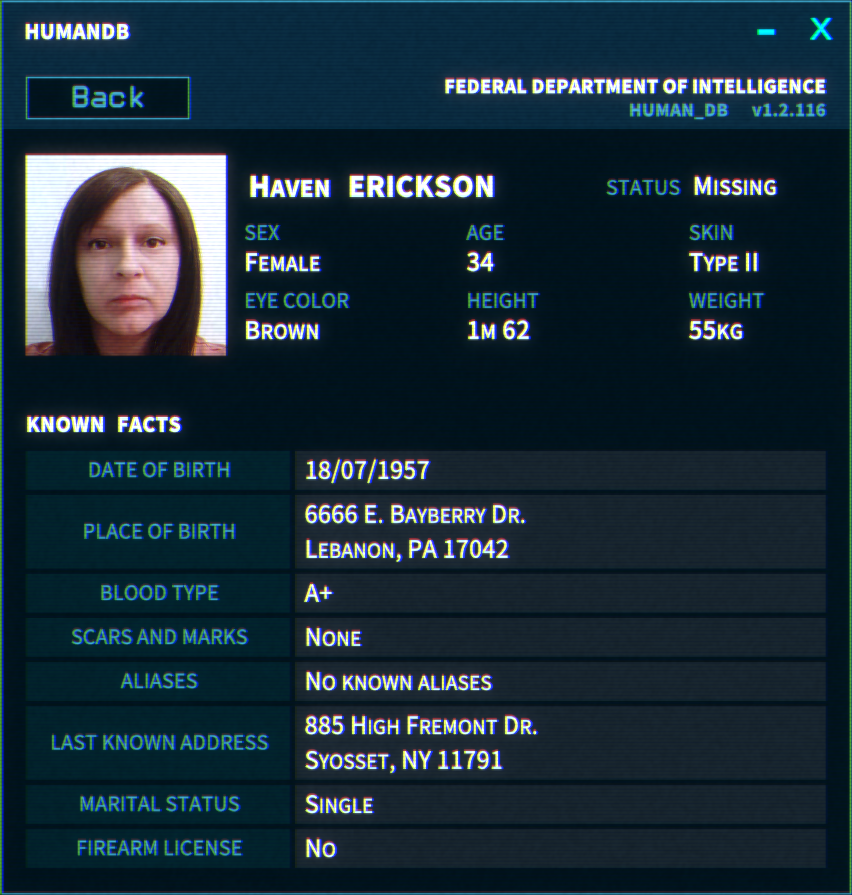 HUMANDB
– X
Back
FEDERAL DEPARTMENT OF INTELLIGENCE
HUMAN_DB v1.2.116
Haven ERICKSON
STATUS Missing
SEX AGE SKIN
Female 34 Type II
EYE COLOR HEIGHT WEIGHT
Brown 1m 62 55kg
KNOWN FACTS
DATE OF BIRTH 18/07/1957
PLACE OF BIRTH 6666 E. Bayberry Dr.
Lebanon, PA 17042
BLOOD TYPE A+
SCARS AND MARKS None
ALIASES No known aliases
LAST KNOWN ADDRESS 885 High Fremont Dr.
Syosset, NY 11791
MARITAL STATUS Single
FIREARM LICENSE No